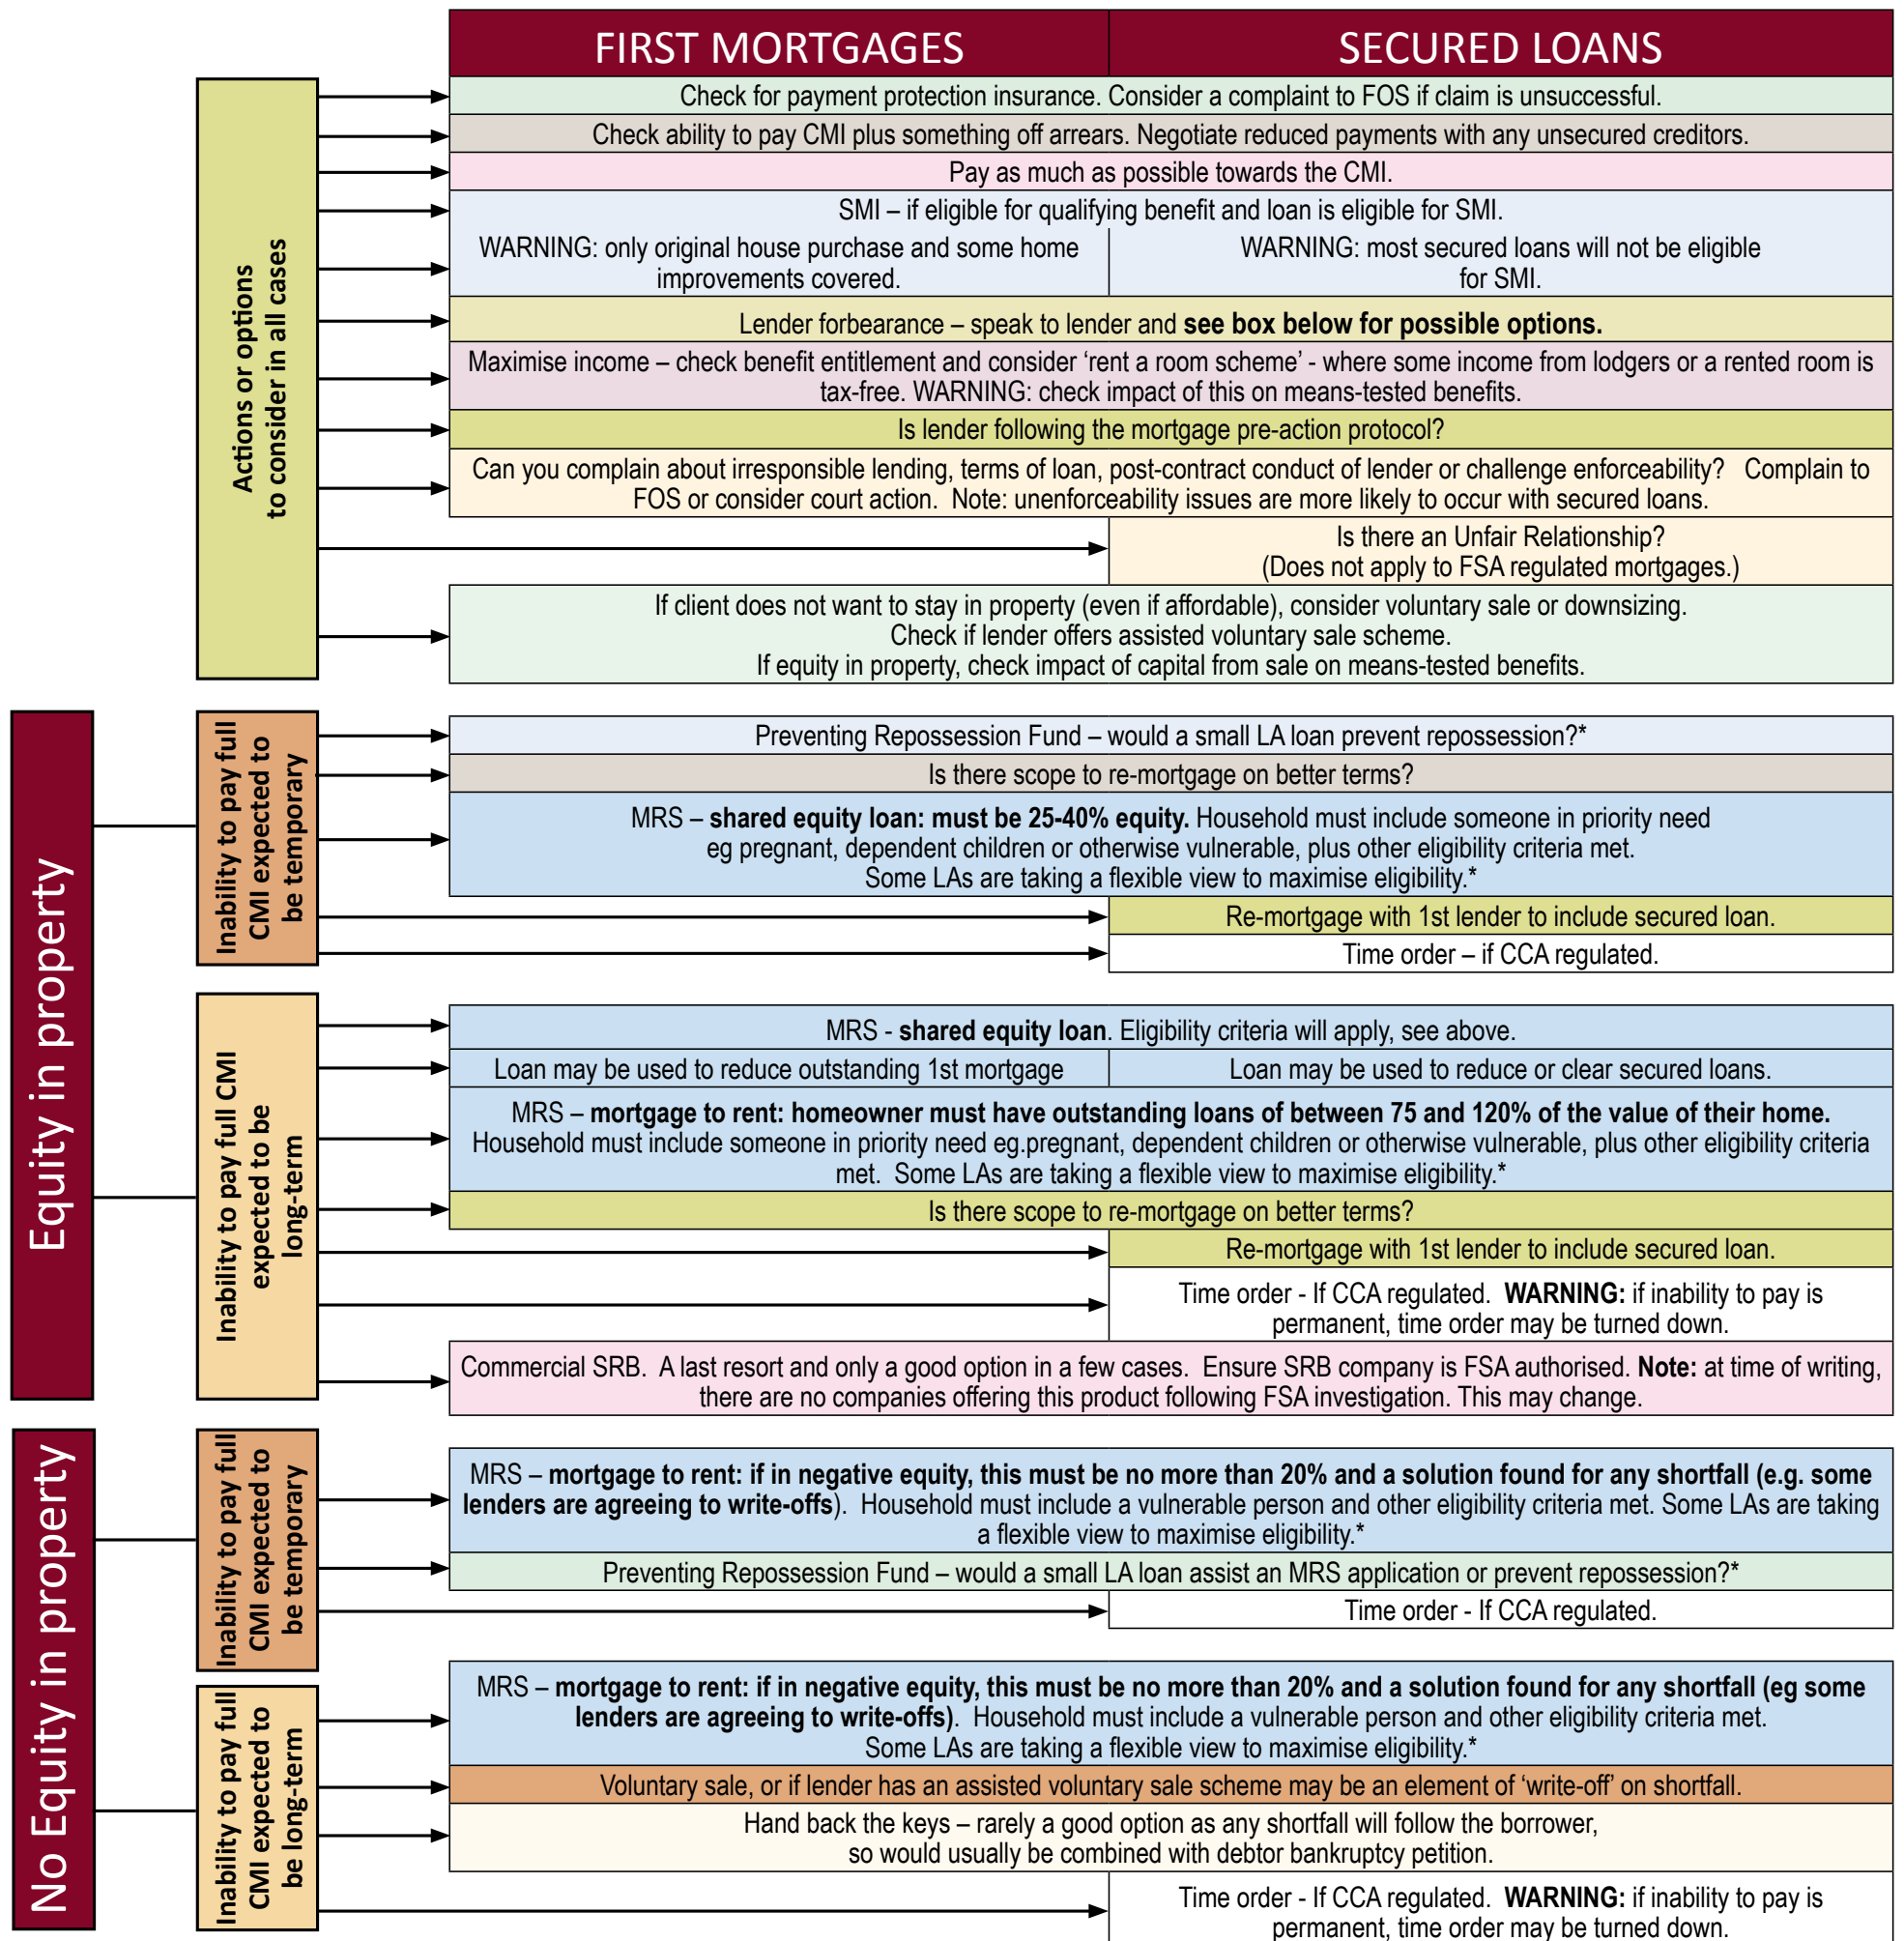 FIRST MORTGAGES
SECURED LOANS
Actions or options
to consider in all cases
Check for payment protection insurance. Consider a complaint to FOS if claim is unsuccessful.
Check ability to pay CMI plus something off arrears. Negotiate reduced payments with any unsecured creditors.
Pay as much as possible towards the CMI.
SMI – if eligible for qualifying benefit and loan is eligible for SMI.
WARNING: only original house purchase and some home
improvements covered.
WARNING: most secured loans will not be eligible
for SMI.
Lender forbearance – speak to lender and see box below for possible options.
Maximise income – check benefit entitlement and consider ‘rent a room scheme’ - where some income from lodgers or a rented room is
tax-free. WARNING: check impact of this on means-tested benefits.
Is lender following the mortgage pre-action protocol?
Can you complain about irresponsible lending, terms of loan, post-contract conduct of lender or challenge enforceability? Complain to
FOS or consider court action. Note: unenforceability issues are more likely to occur with secured loans.
Is there an Unfair Relationship?
(Does not apply to FSA regulated mortgages.)
If client does not want to stay in property (even if affordable), consider voluntary sale or downsizing.
Check if lender offers assisted voluntary sale scheme.
If equity in property, check impact of capital from sale on means-tested benefits.
Equity in property
Inability to pay full
CMI expected to
be temporary
Preventing Repossession Fund – would a small LA loan prevent repossession?*
Is there scope to re-mortgage on better terms?
MRS – shared equity loan: must be 25-40% equity. Household must include someone in priority need
eg pregnant, dependent children or otherwise vulnerable, plus other eligibility criteria met.
Some LAs are taking a flexible view to maximise eligibility.*
Re-mortgage with 1st lender to include secured loan.
Time order – if CCA regulated.
Inability to pay full CMI
expected to be
long-term
MRS - shared equity loan. Eligibility criteria will apply, see above.
Loan may be used to reduce outstanding 1st mortgage
Loan may be used to reduce or clear secured loans.
MRS – mortgage to rent: homeowner must have outstanding loans of between 75 and 120% of the value of their home.
Household must include someone in priority need eg.pregnant, dependent children or otherwise vulnerable, plus other eligibility criteria
met. Some LAs are taking a flexible view to maximise eligibility.*
Is there scope to re-mortgage on better terms?
Re-mortgage with 1st lender to include secured loan.
Time order - If CCA regulated. WARNING: if inability to pay is
permanent, time order may be turned down.
Commercial SRB. A last resort and only a good option in a few cases. Ensure SRB company is FSA authorised. Note: at time of writing,
there are no companies offering this product following FSA investigation. This may change.
No Equity in property
Inability to pay full
CMI expected to
be temporary
MRS – mortgage to rent: if in negative equity, this must be no more than 20% and a solution found for any shortfall (e.g. some
lenders are agreeing to write-offs). Household must include a vulnerable person and other eligibility criteria met. Some LAs are taking
a flexible view to maximise eligibility.*
Preventing Repossession Fund – would a small LA loan assist an MRS application or prevent repossession?*
Time order - If CCA regulated.
Inability to pay full
CMI expected to
be long-term
MRS – mortgage to rent: if in negative equity, this must be no more than 20% and a solution found for any shortfall (eg some
lenders are agreeing to write-offs). Household must include a vulnerable person and other eligibility criteria met.
Some LAs are taking a flexible view to maximise eligibility.*
Voluntary sale, or if lender has an assisted voluntary sale scheme may be an element of ‘write-off’ on shortfall.
Hand back the keys – rarely a good option as any shortfall will follow the borrower,
so would usually be combined with debtor bankruptcy petition.
Time order - If CCA regulated. WARNING: if inability to pay is
permanent, time order may be turned down.